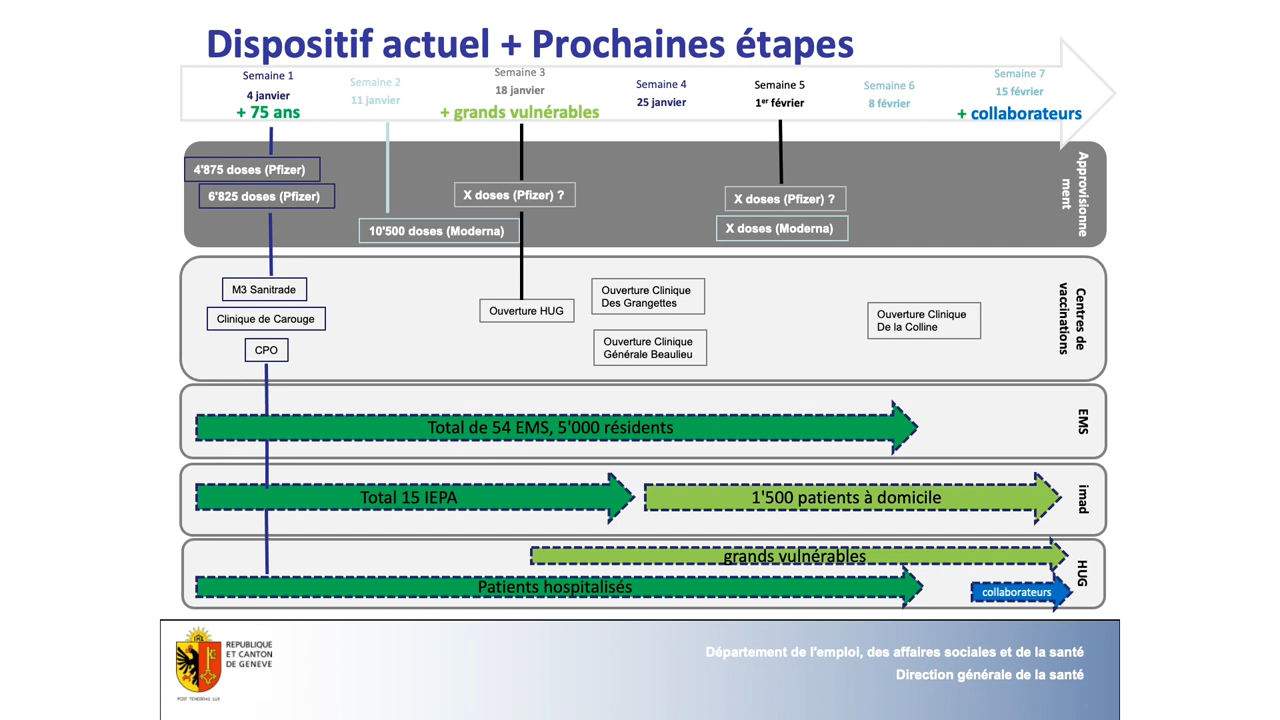 Dispositif actuel + Prochaines étapes
Semaine 1
4 janvier
+ 75 ans
Semaine 2
11 janvier
Semaine 3
18 janvier
+ grands vulnérables
Semaine 4
25 janvier
Semaine 5
1er février
Semaine 6
8 février
Semaine 7
15 février
+ collaborateurs
4'875 doses (Pfizer)
6'825 doses (Pfizer)
10'500 doses (Moderna)
X doses (Pfizer) ?
X doses (Pfizer) ?
X doses (Moderna)
Approvisionne
ment
M3 Sanitrade
Clinique de Carouge
CPO
Ouverture HUG
Ouverture Clinique
Des Grangettes
Ouverture Clinique
Générale Beaulieu
Ouverture Clinique
De la Colline
Centres de
vaccinations
Total de 54 EMS, 5'000 résidents
EMS
Total 15 IEPA
1'500 patients à domicile
imad
grands vulnérables
Patients hospitalisés
collaborateurs
HUG
REPUBLIQUE
ET CANTON
DE GENEVE
POST TENEBRAS LUX
Département de l'emploi, des affaires sociales et de la santé
Direction générale de la santé